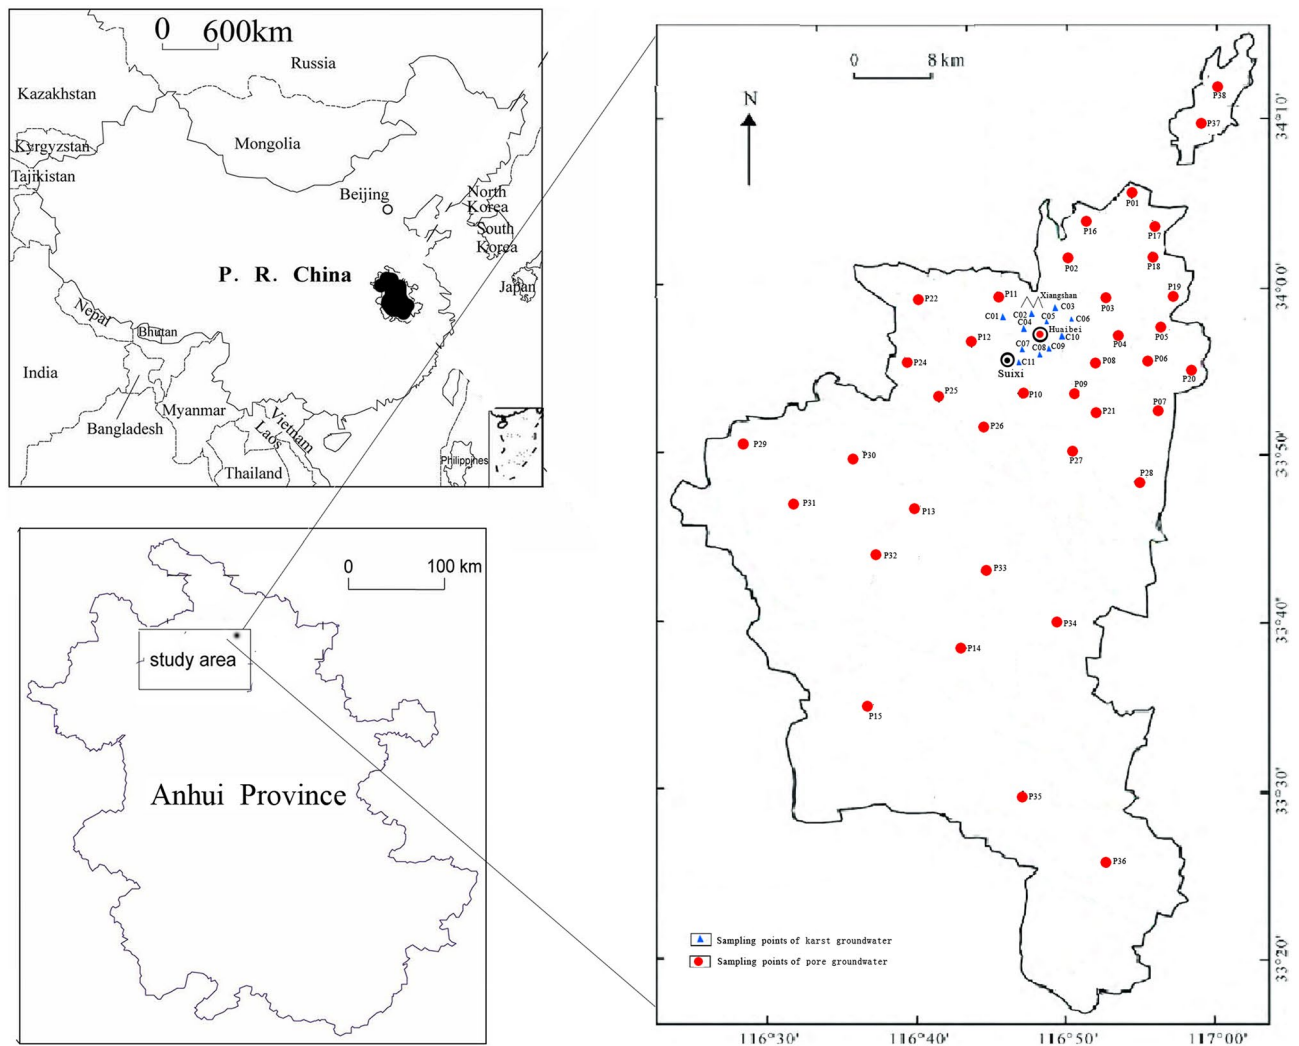 0 600km
Russia
Kazakhstan
Kyrgyzstan
Mongolia
Tajikistan
Beijing
North
Korea
South
Korea
P. R. China
Japan
Nepal
Bhutan
India
Myanmar
Bangladesh
Vietnam
Laos
Thailand
Philippines
0 100 km
study area
Anhui Province
0 8 km
N
P38
P37
P01
P16
P17
P02
P18
P19
P22
P11
Xiangshan
P03
C03
C01
C02
C05
C06
C04
Huaibei
P05
P12
C10
P04
C07
C08
C09
P24
C11
P08
P06
Suixi
P20
P25
P10
P09
P07
P21
P26
P29
P30
P27
P28
P31
P13
P32
P33
P34
P14
P15
P35
P36
Sampling points of karst groundwater
Sampling points of pore groundwater
34°10'
34°00'
33°50'
33°40'
33°30'
33°20'
116°30'
116°40'
116°50'
117°00'